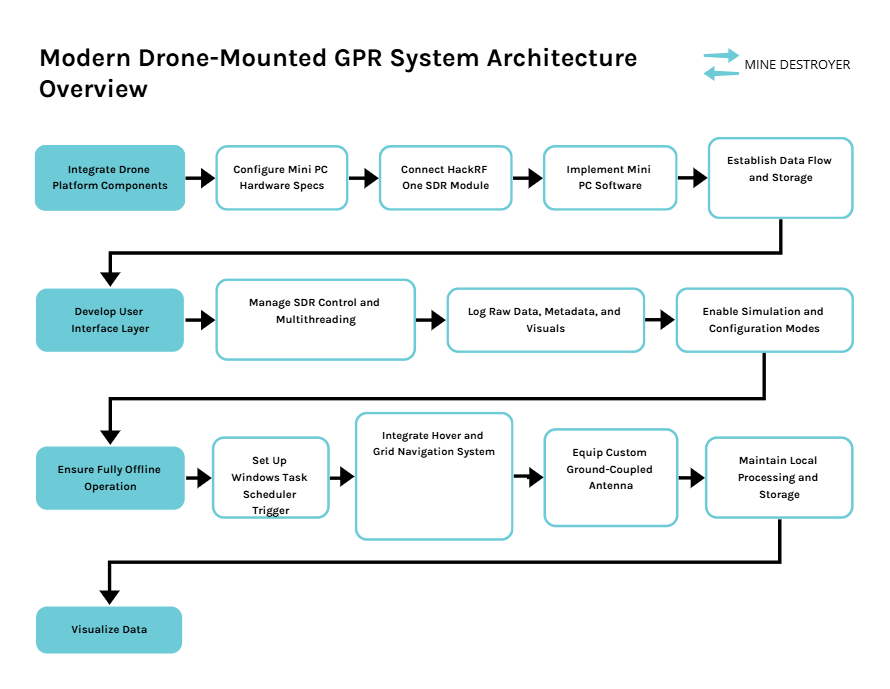 Modern Drone-Mounted GPR System Architecture
Overview
MINE DESTROYER
Integrate Drone
Platform Components
Configure Mini PC
Hardware Specs
Connect HackRF
One SDR Module
Implement Mini
PC Software
Establish Data Flow
and Storage
Develop User
Interface Layer
Manage SDR Control and
Multithreading
Log Raw Data, Metadata, and
Visuals
Enable Simulation and
Configuration Modes
Ensure Fully Offline
Operation
Set Up
Windows Task
Scheduler
Trigger
Integrate Hover and
Grid Navigation System
Equip Custom
Ground-Coupled
Antenna
Maintain Local
Processing and
Storage
Visualize Data